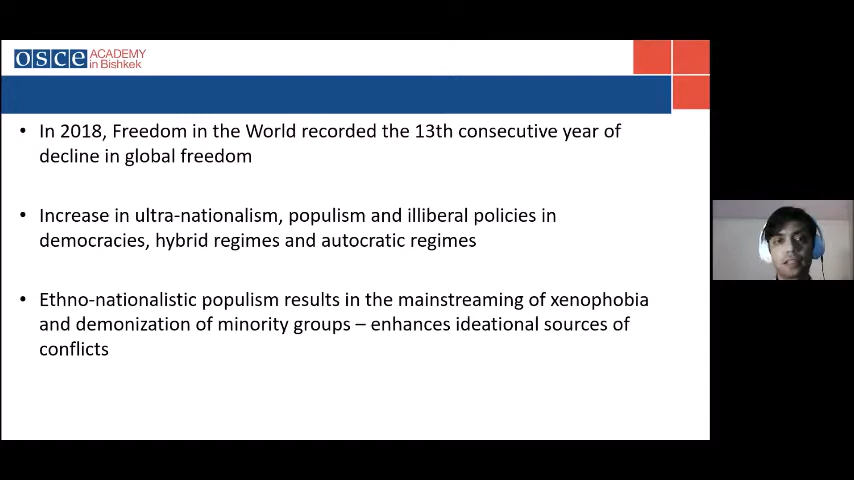 OSCE ACADEMY
in Bishkek
• In 2018, Freedom in the World recorded the 13th consecutive year of
decline in global freedom
• Increase in ultra-nationalism, populism and illiberal policies in
democracies, hybrid regimes and autocratic regimes
• Ethno-nationalistic populism results in the mainstreaming of xenophobia
and demonization of minority groups – enhances ideational sources of
conflicts